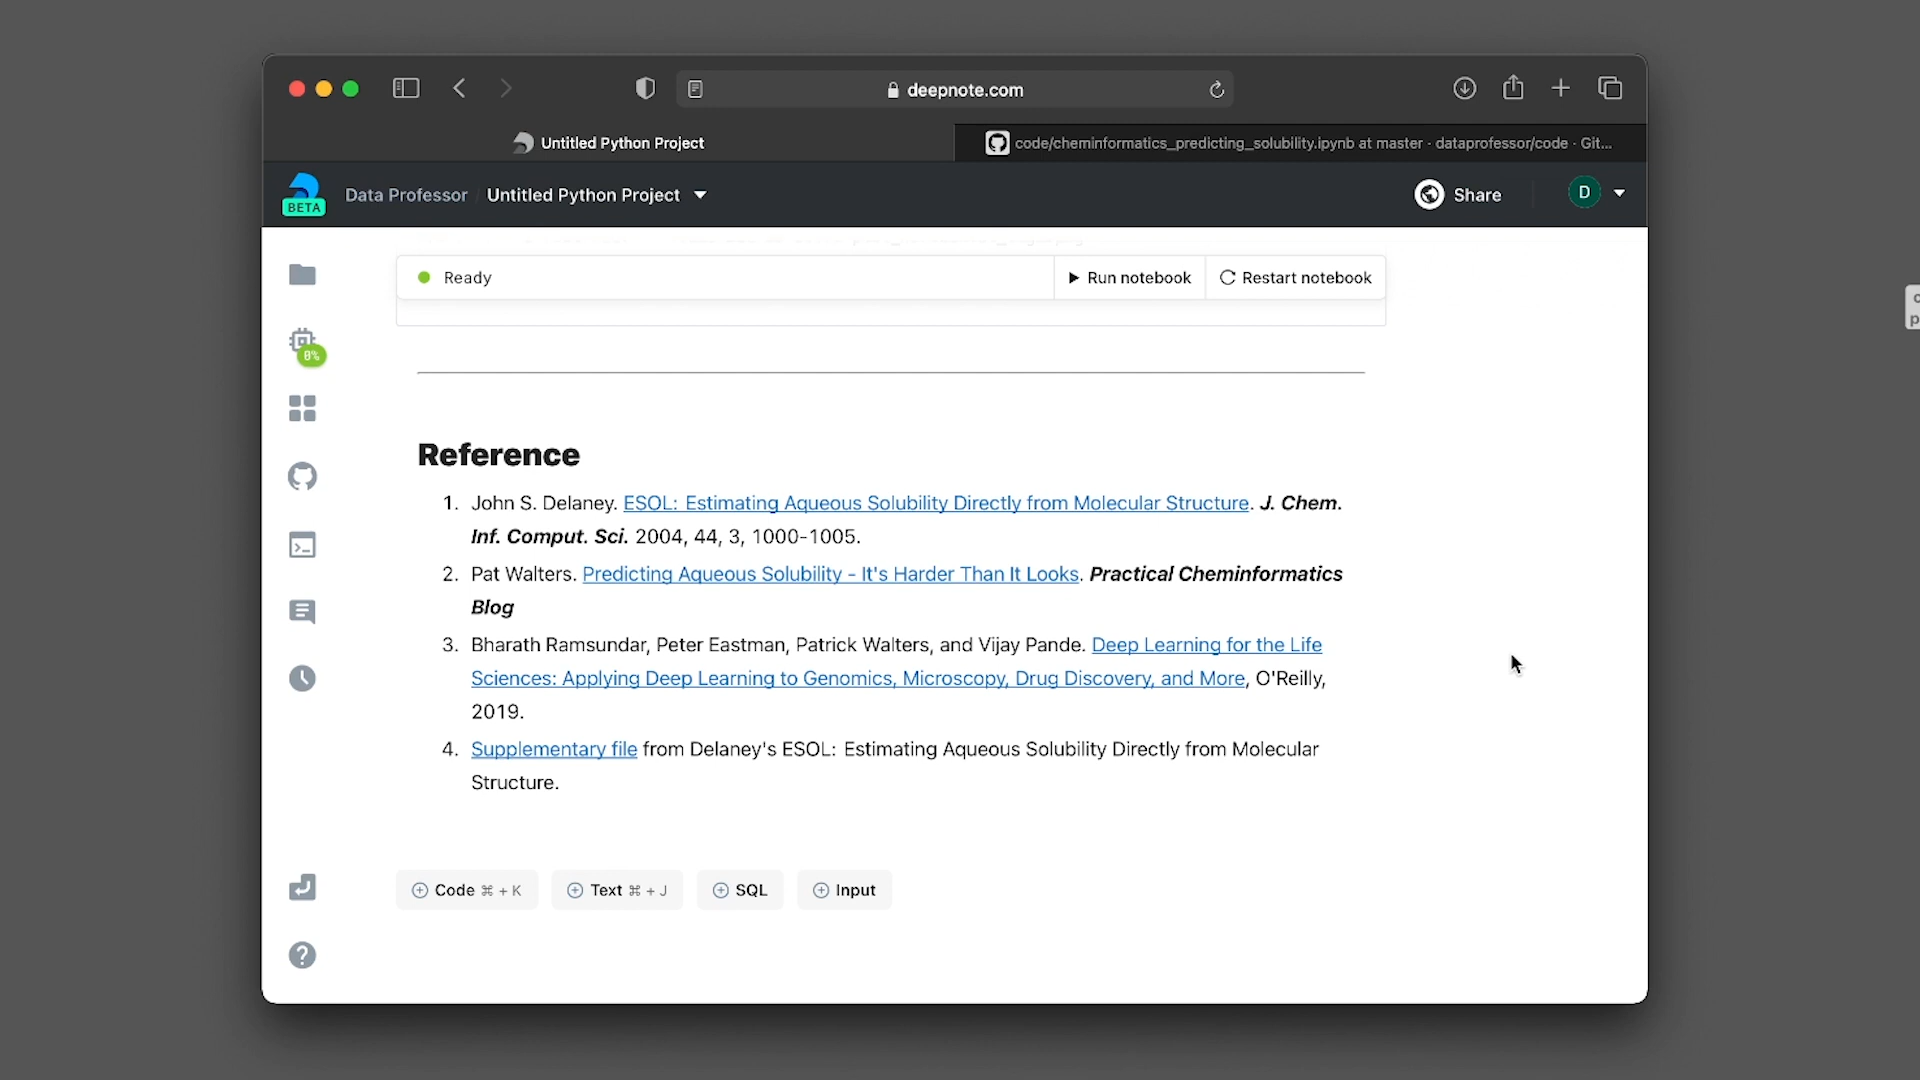 deepnote.com
Untitled Python Project
code/cheminformatics_predicting_solubility.ipynb at master · dataprofessor/code · Git...
BETA
Data Professor Untitled Python Project
Share
D
Ready
Run notebook
Restart notebook
0%
Reference
1. John S. Delaney. ESOL: Estimating Aqueous Solubility Directly from Molecular Structure. J. Chem.
Inf. Comput. Sci. 2004, 44, 3, 1000-1005.
2. Pat Walters. Predicting Aqueous Solubility - It's Harder Than It Looks. Practical Cheminformatics
Blog
3. Bharath Ramsundar, Peter Eastman, Patrick Walters, and Vijay Pande. Deep Learning for the Life
Sciences: Applying Deep Learning to Genomics, Microscopy, Drug Discovery, and More, O'Reilly,
2019.
4. Supplementary file from Delaney's ESOL: Estimating Aqueous Solubility Directly from Molecular
Structure.
Code ⌘ + K
Text ⌘ + J
SQL
Input